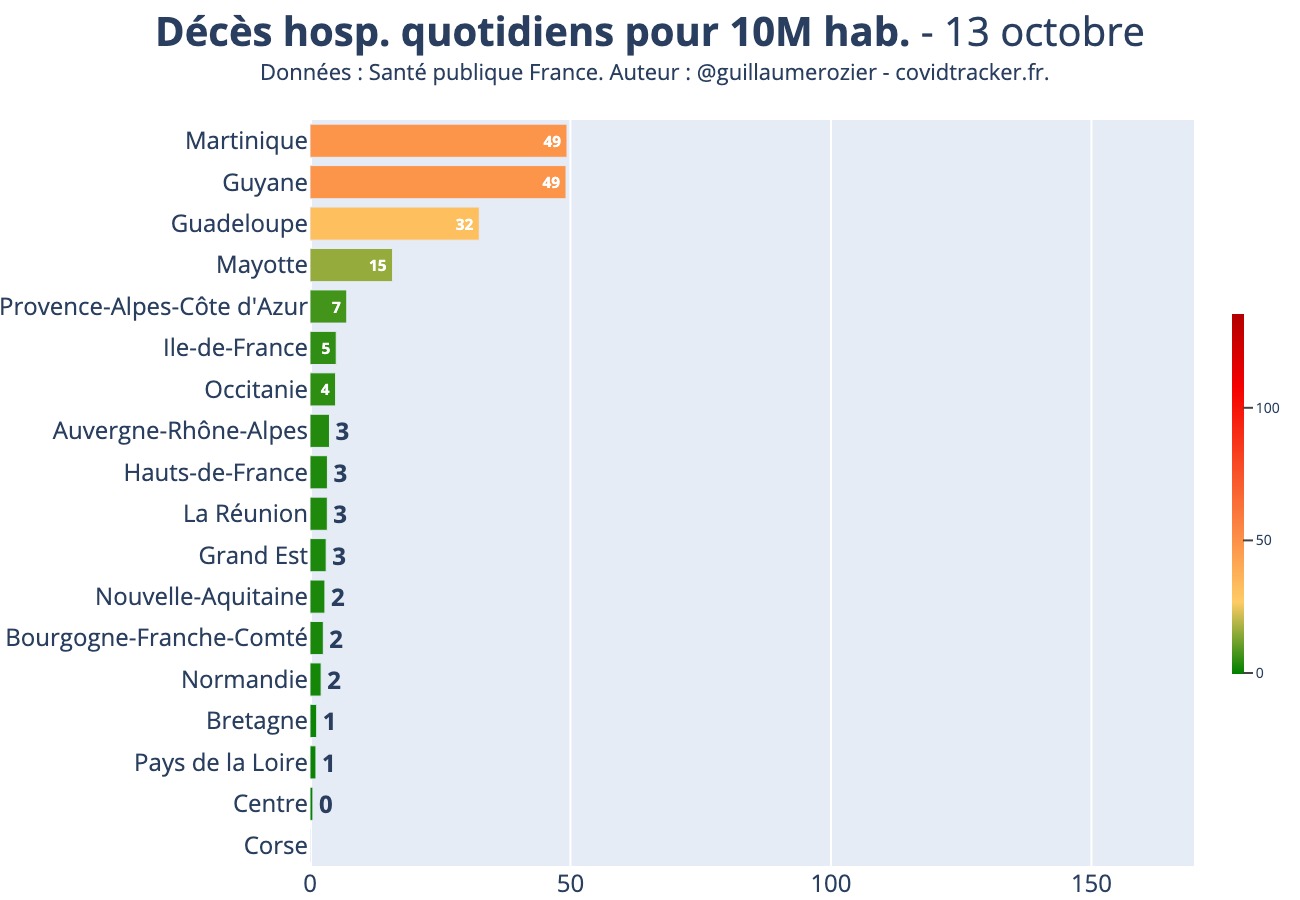 Décès hosp. quotidiens pour 10M hab. - 13 octobre
Données : Santé publique France. Auteur : @guillaumerozier - covidtracker.fr.
Martinique 49
Guyane 49
Guadeloupe 32
Mayotte 15
Provence-Alpes-Côte d'Azur 7
Ile-de-France 5
Occitanie 4
Auvergne-Rhône-Alpes 3
Hauts-de-France 3
La Réunion 3
Grand Est 3
Nouvelle-Aquitaine 2
Bourgogne-Franche-Comté 2
Normandie 2
Bretagne 1
Pays de la Loire 1
Centre 0
Corse
0 50 100 150
100
50
0